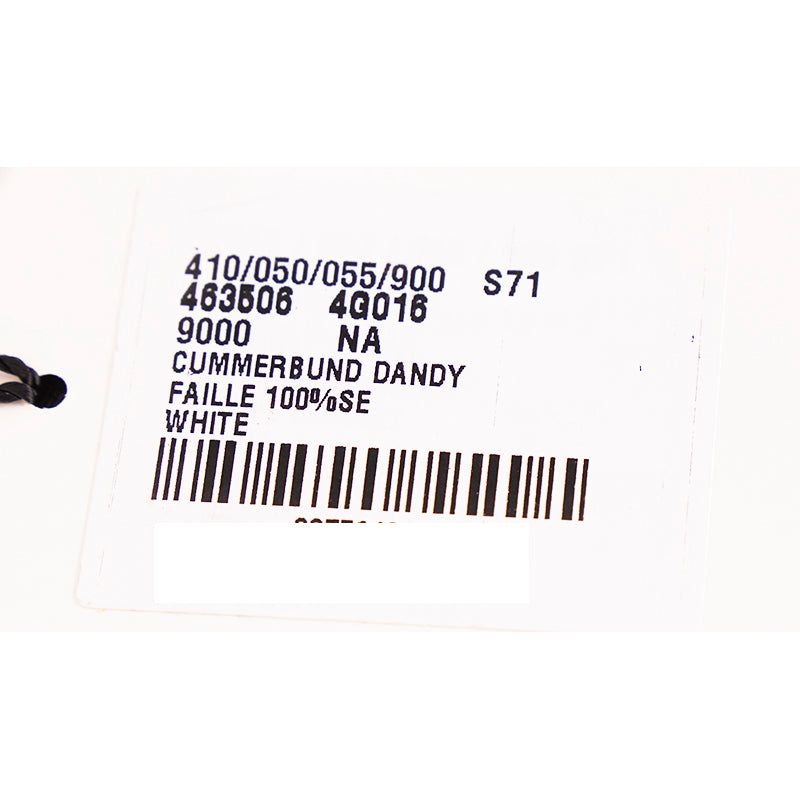 410/050/055/900 S71
463506 4G016
9000 NA
CUMMERBUND DANDY
FAILLE 100%SE
WHITE